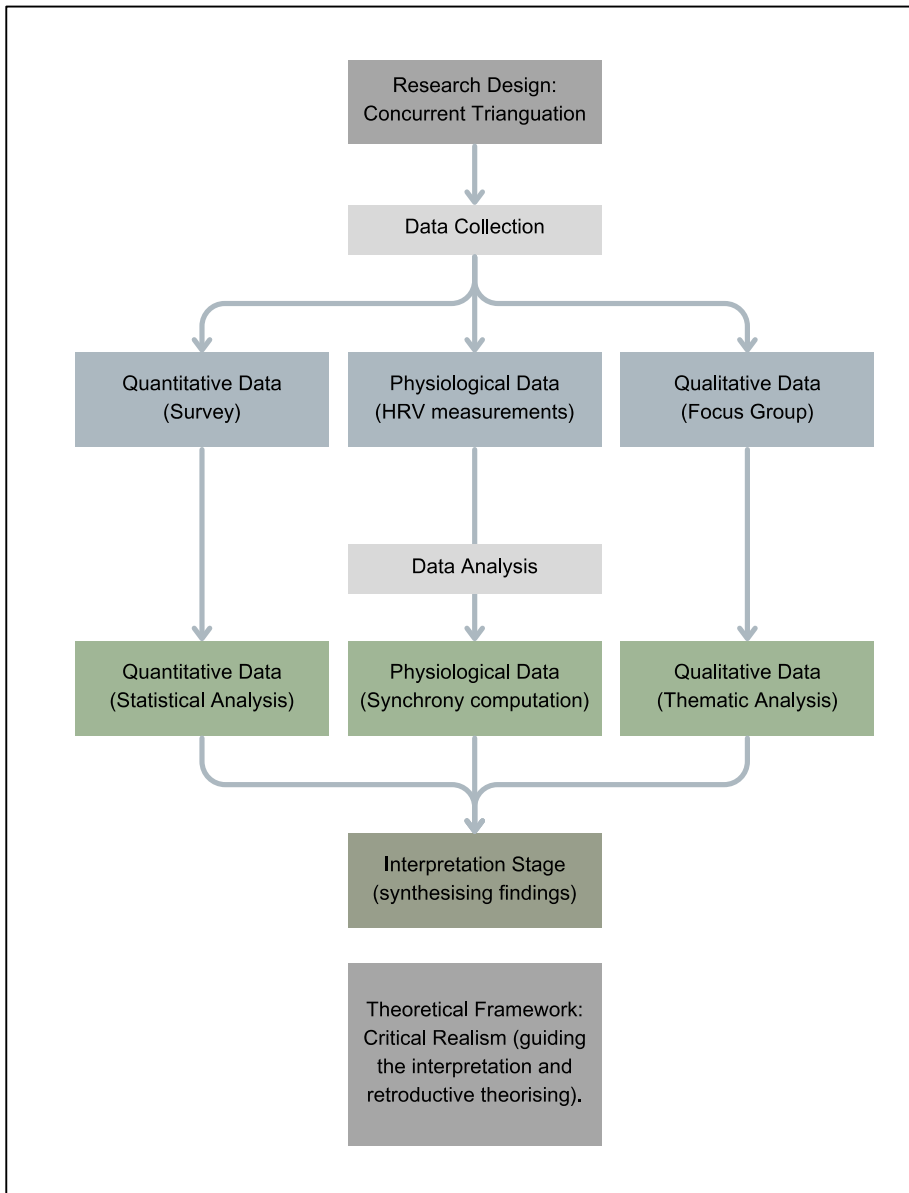 Research Design:
Concurrent Trianguation
Data Collection
Quantitative Data
(Survey)
Physiological Data
(HRV measurements)
Qualitative Data
(Focus Group)
Data Analysis
Quantitative Data
(Statistical Analysis)
Physiological Data
(Synchrony computation)
Qualitative Data
(Thematic Analysis)
Interpretation Stage
(synthesising findings)
Theoretical Framework:
Critical Realism (guiding
the interpretation and
retroductive theorising).